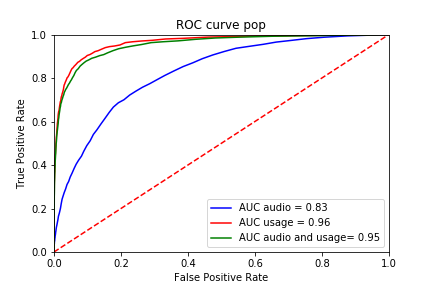 ROC curve pop
True Positive Rate
1.0
0.8
0.6
0.4
0.2
0.0
AUC audio = 0.83
AUC usage = 0.96
AUC audio and usage= 0.95
0.0 0.2 0.4 0.6 0.8 1.0
False Positive Rate